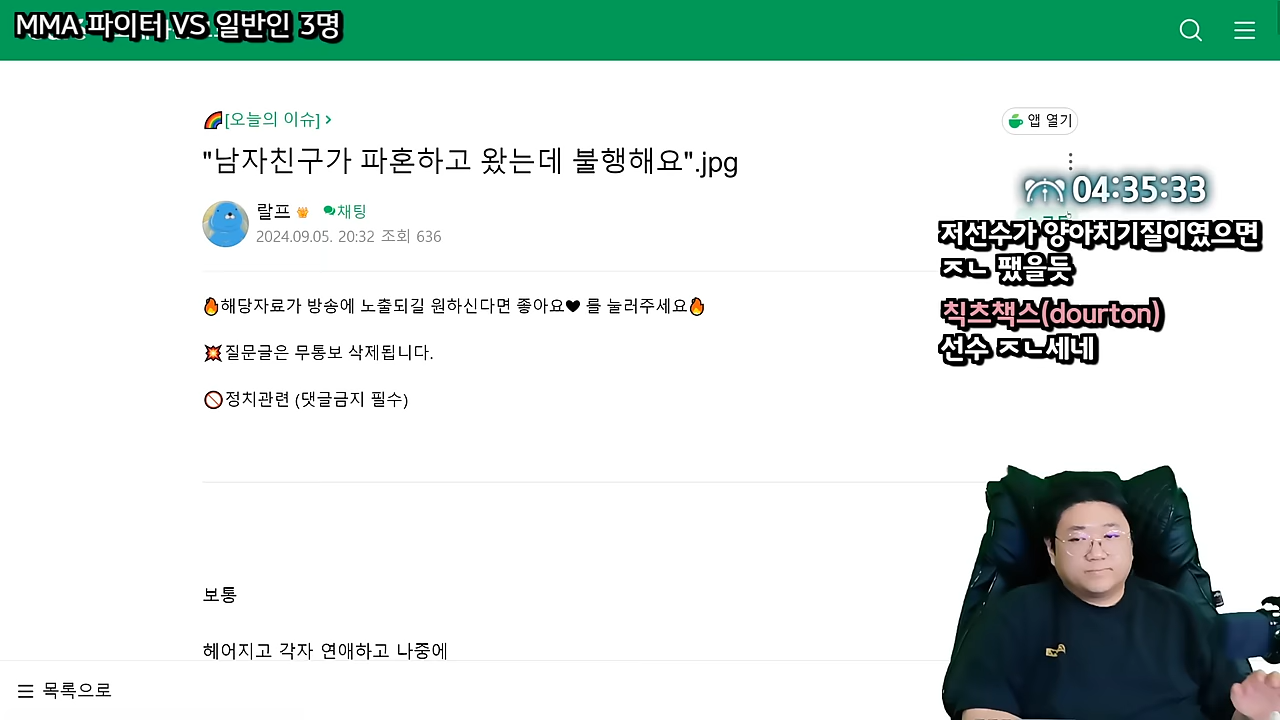 MMA 파이터 VS 일반인 3명
🌈[오늘의 이슈] >
앱 열기
"남자친구가 파혼하고 왔는데 불행해요".jpg
랄프
채팅
2024.09.05. 20:32 조회 636
04:35:33
저선수가 양아치기질이였으면
ㅈㄴ 팼을듯
칙츠책스(dourton)
선수 ㅈㄴ세네
🔥해당자료가 방송에 노출되길 원하신다면 좋아요♥ 를 눌러주세요🔥
💥질문글은 무통보 삭제됩니다.
🚫정치관련 (댓글금지 필수)
보통
헤어지고 각자 연애하고 나중에
목록으로